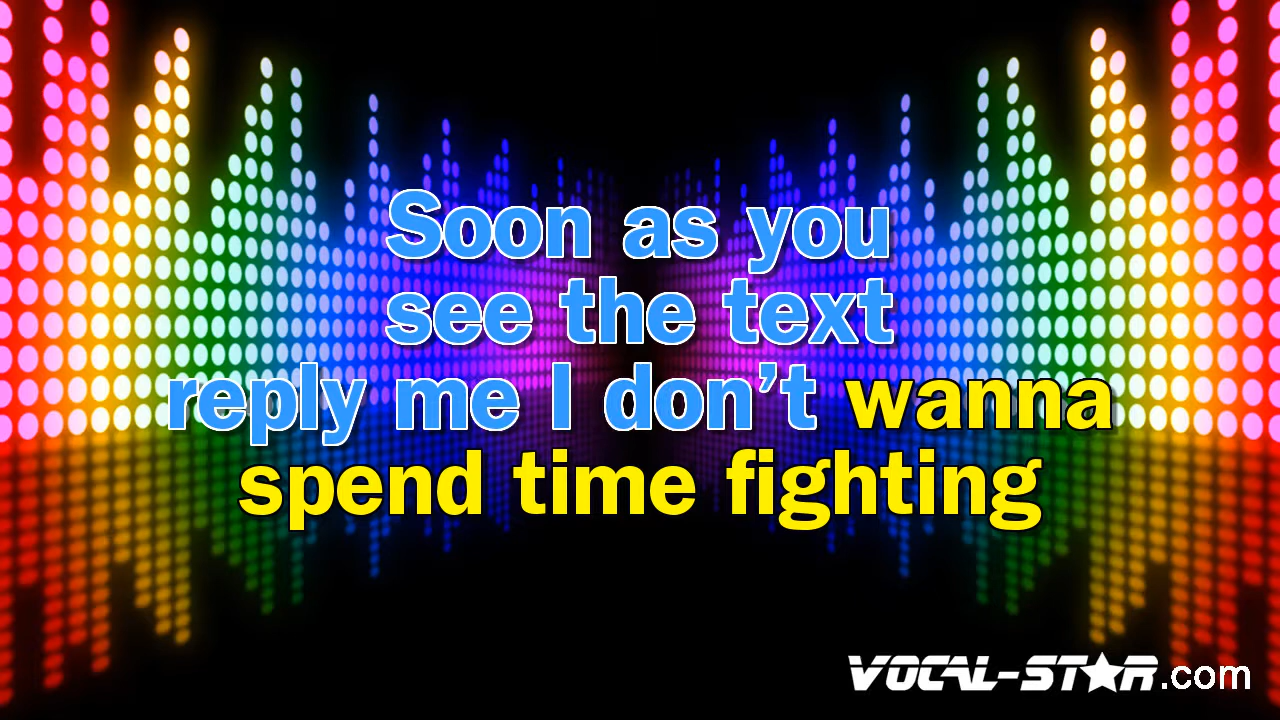 Soon as you
see the text
reply me I don't wanna
spend time fighting
VOCAL-STAR.com